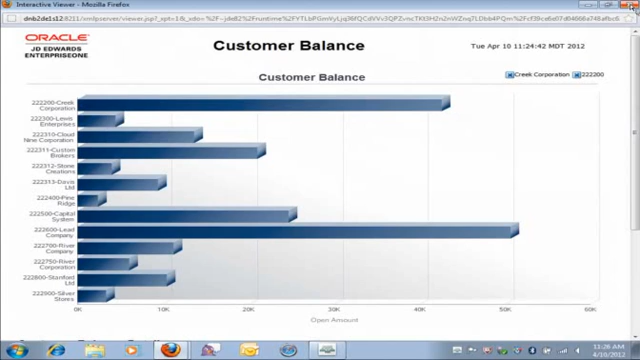 Interactive Viewer - Mozilla Firefox
ORACLE
JD EDWARDS
ENTERPRISEONE
Customer Balance
Tue Apr 10 11:24:42 MDT 2012
Customer Balance
Creek Corporation 222200
222200-Creek
Corporation
222300-Lewis
Enterprises
222310-Cloud
Nine Corporation
222311-Custom
Brokers
222312-Stone
Creations
222313-Davis
Ltd
222400-Pine
Ridge
222500-Capital
System
222600-Lead
Company
222700-River
Company
222750-River
Corporation
222800-Stanford
Ltd
222900-Silver
Stores
0K 10K 20K 30K 40K 50K 60K
Open Amount
11:26 AM
4/10/2012